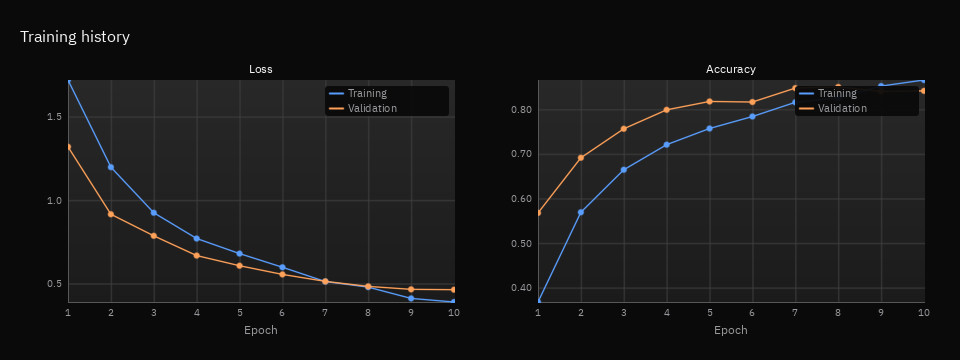 Training history
Loss
Training
Validation
1.5
1.0
0.5
1 2 3 4 5 6 7 8 9 10
Epoch
Accuracy
Training
Validation
0.80
0.70
0.60
0.50
0.40
1 2 3 4 5 6 7 8 9 10
Epoch